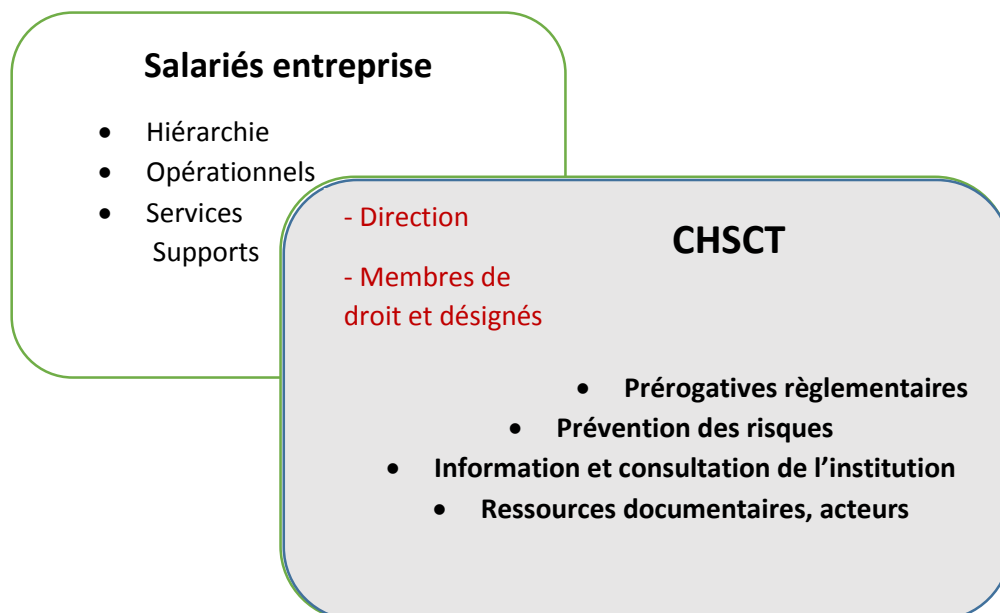 Salariés entreprise
• Hiérarchie
• Opérationnels
• Services
Supports
- Direction
- Membres de
droit et désignés
CHSCT
• Prérogatives règlementaires
• Prévention des risques
• Information et consultation de l’institution
• Ressources documentaires, acteurs